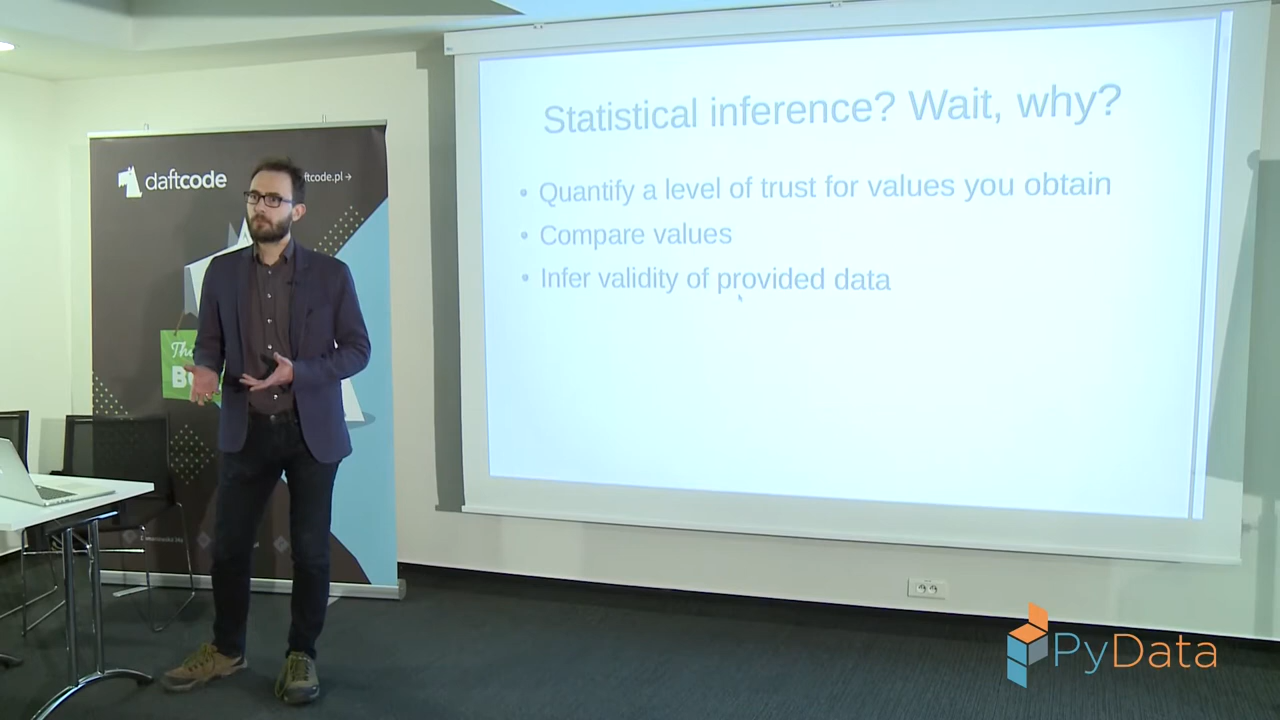 Statistical inference? Wait, why?
• Quantify a level of trust for values you obtain
• Compare values
• Infer validity of provided data
daftcode
ftcode.pl →
PyData